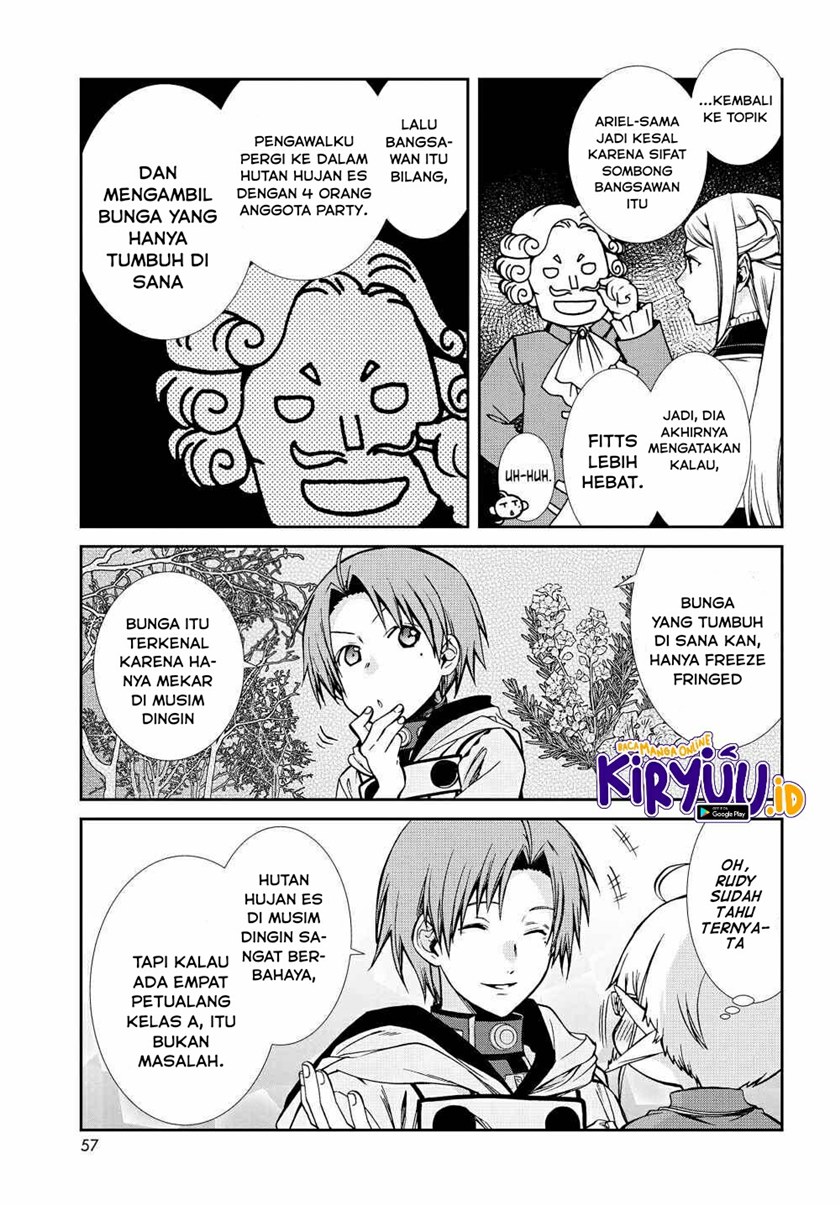 ...KEMBALI
KE TOPIK
ARIEL-SAMA
JADI KESAL
KARENA SIFAT
SOMBONG
BANGSAWAN
ITU
JADI, DIA
AKHIRNYA
MENGATAKAN
KALAU,
FITTS
LEBIH
HEBAT.
UH-HUH.
LALU
BANGSA-
WAN ITU
BILANG,
PENGAWALKU
PERGI KE DALAM
HUTAN HUJAN ES
DENGAN 4 ORANG
ANGGOTA PARTY.
DAN
MENGAMBIL
BUNGA YANG
HANYA
TUMBUH DI
SANA
BUNGA
YANG TUMBUH
DI SANA KAN,
HANYA FREEZE
FRINGED
BUNGA ITU
TERKENAL
KARENA HA-
NYA MEKAR
DI MUSIM
DINGIN
BACA MANGA ONLINE
KIRYUU.ID
Google Play
OH,
RUDY
SUDAH
TAHU
TERNYA-
TA
HUTAN
HUJAN ES
DI MUSIM
DINGIN SA-
NGAT BER-
BAHAYA,
TAPI KALAU
ADA EMPAT
PETUALANG
KELAS A, ITU
BUKAN
MASALAH.
57